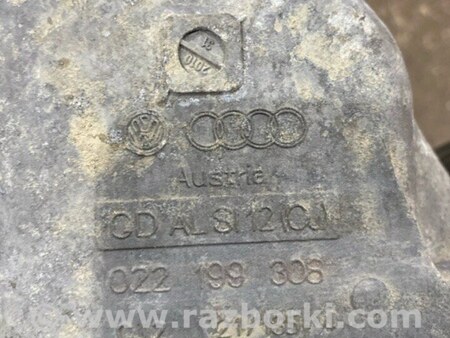 Austria
GD AL SI 12 (CU)
022 199 308
www.razborki.com